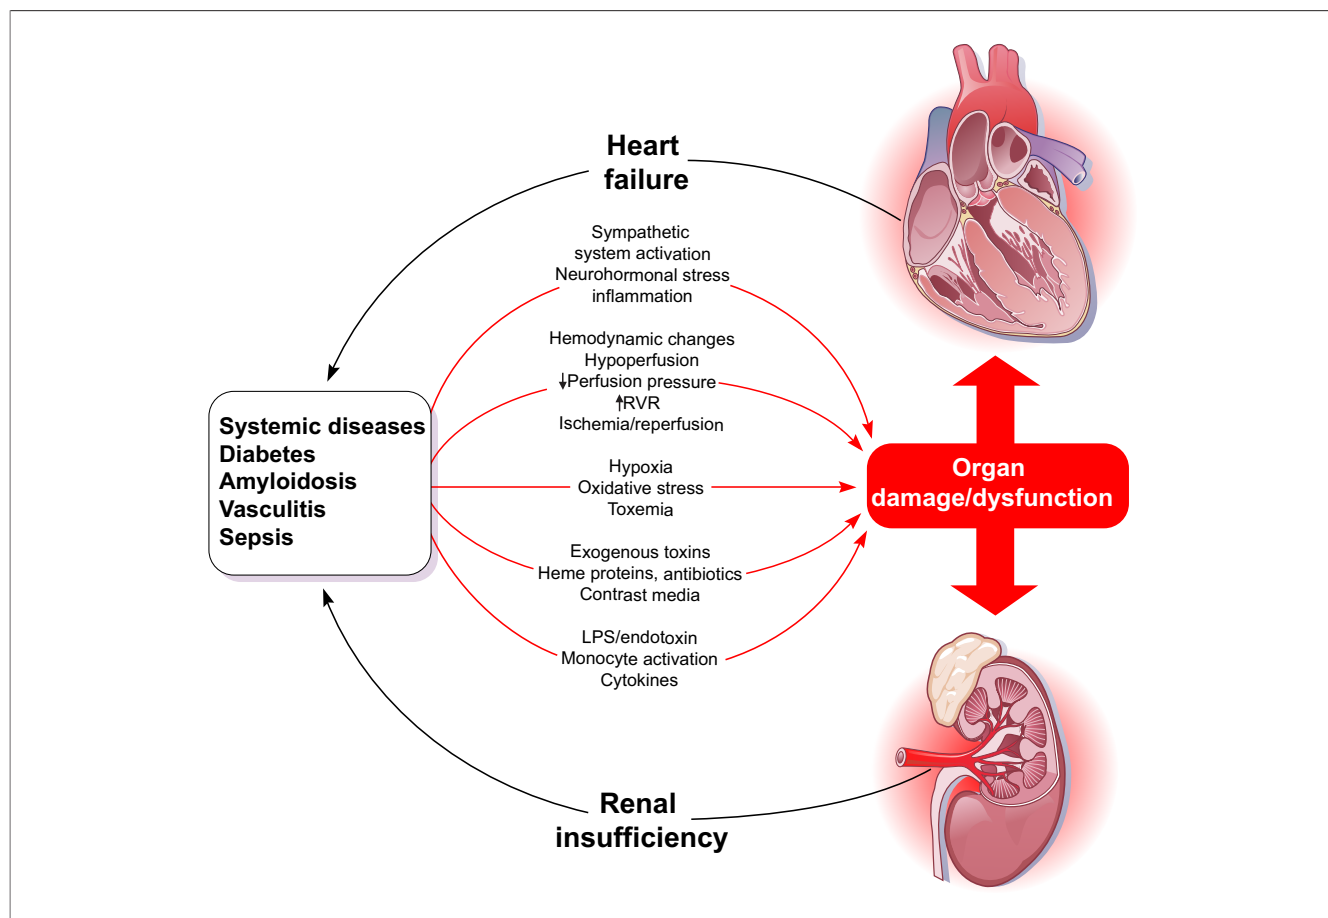 Heart
failure
Sympathetic
system activation
Neurohormonal stress
inflammation
Hemodynamic changes
Hypoperfusion
↓Perfusion pressure
↑RVR
Ischemia/reperfusion
Systemic diseases
Diabetes
Amyloidosis
Vasculitis
Sepsis
Hypoxia
Oxidative stress
Toxemia
Organ
damage/dysfunction
Exogenous toxins
Heme proteins, antibiotics
Contrast media
LPS/endotoxin
Monocyte activation
Cytokines
Renal
insufficiency